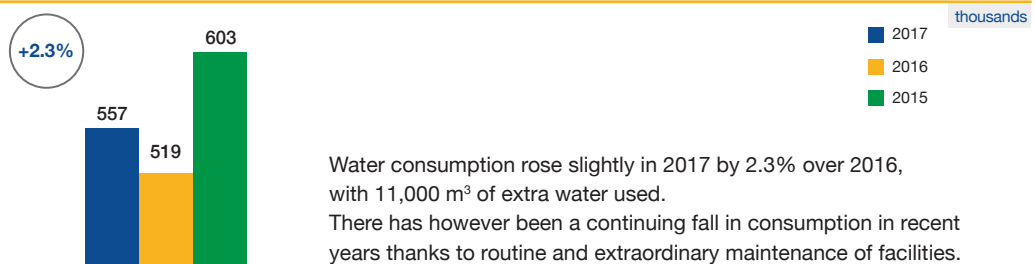 thousands
+2.3%
603
557
519
2017
2016
2015
Water consumption rose slightly in 2017 by 2.3% over 2016,
with 11,000 m³ of extra water used.
There has however been a continuing fall in consumption in recent
years thanks to routine and extraordinary maintenance of facilities.